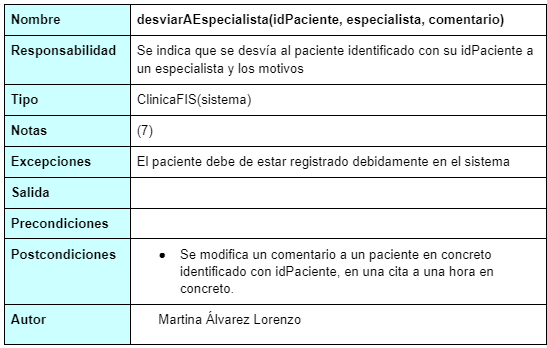 Nombre desviarAEspecialista(idPaciente, especialista, comentario)
Responsabilidad Se indica que se desvía al paciente identificado con su idPaciente a
un especialista y los motivos
Tipo ClinicaFIS(sistema)
Notas (7)
Excepciones El paciente debe de estar registrado debidamente en el sistema
Salida
Precondiciones
Postcondiciones ● Se modifica un comentario a un paciente en concreto
identificado con idPaciente, en una cita a una hora en
concreto.
Autor Martina Álvarez Lorenzo